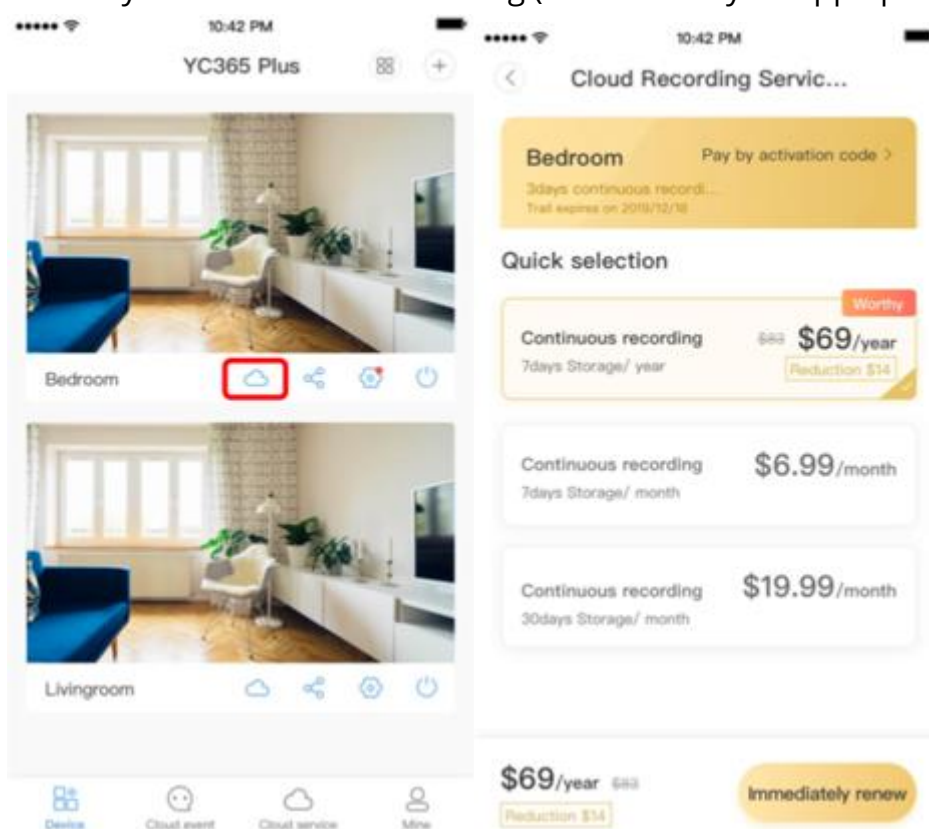 10:42 PM
YC365 Plus
Bedroom
Livingroom
Device
Cloud event
Cloud service
Mine
10:42 PM
Cloud Recording Servic...
Bedroom
Pay by activation code >
3days continuous recordi...
Trail expires on 2019/12/18
Quick selection
Worthy
Continuous recording
$83 $69/year
7days Storage/ year
Reduction $14
Continuous recording
$6.99/month
7days Storage/ month
Continuous recording
$19.99/month
30days Storage/ month
$69/year $83
Reduction $14
Immediately renew